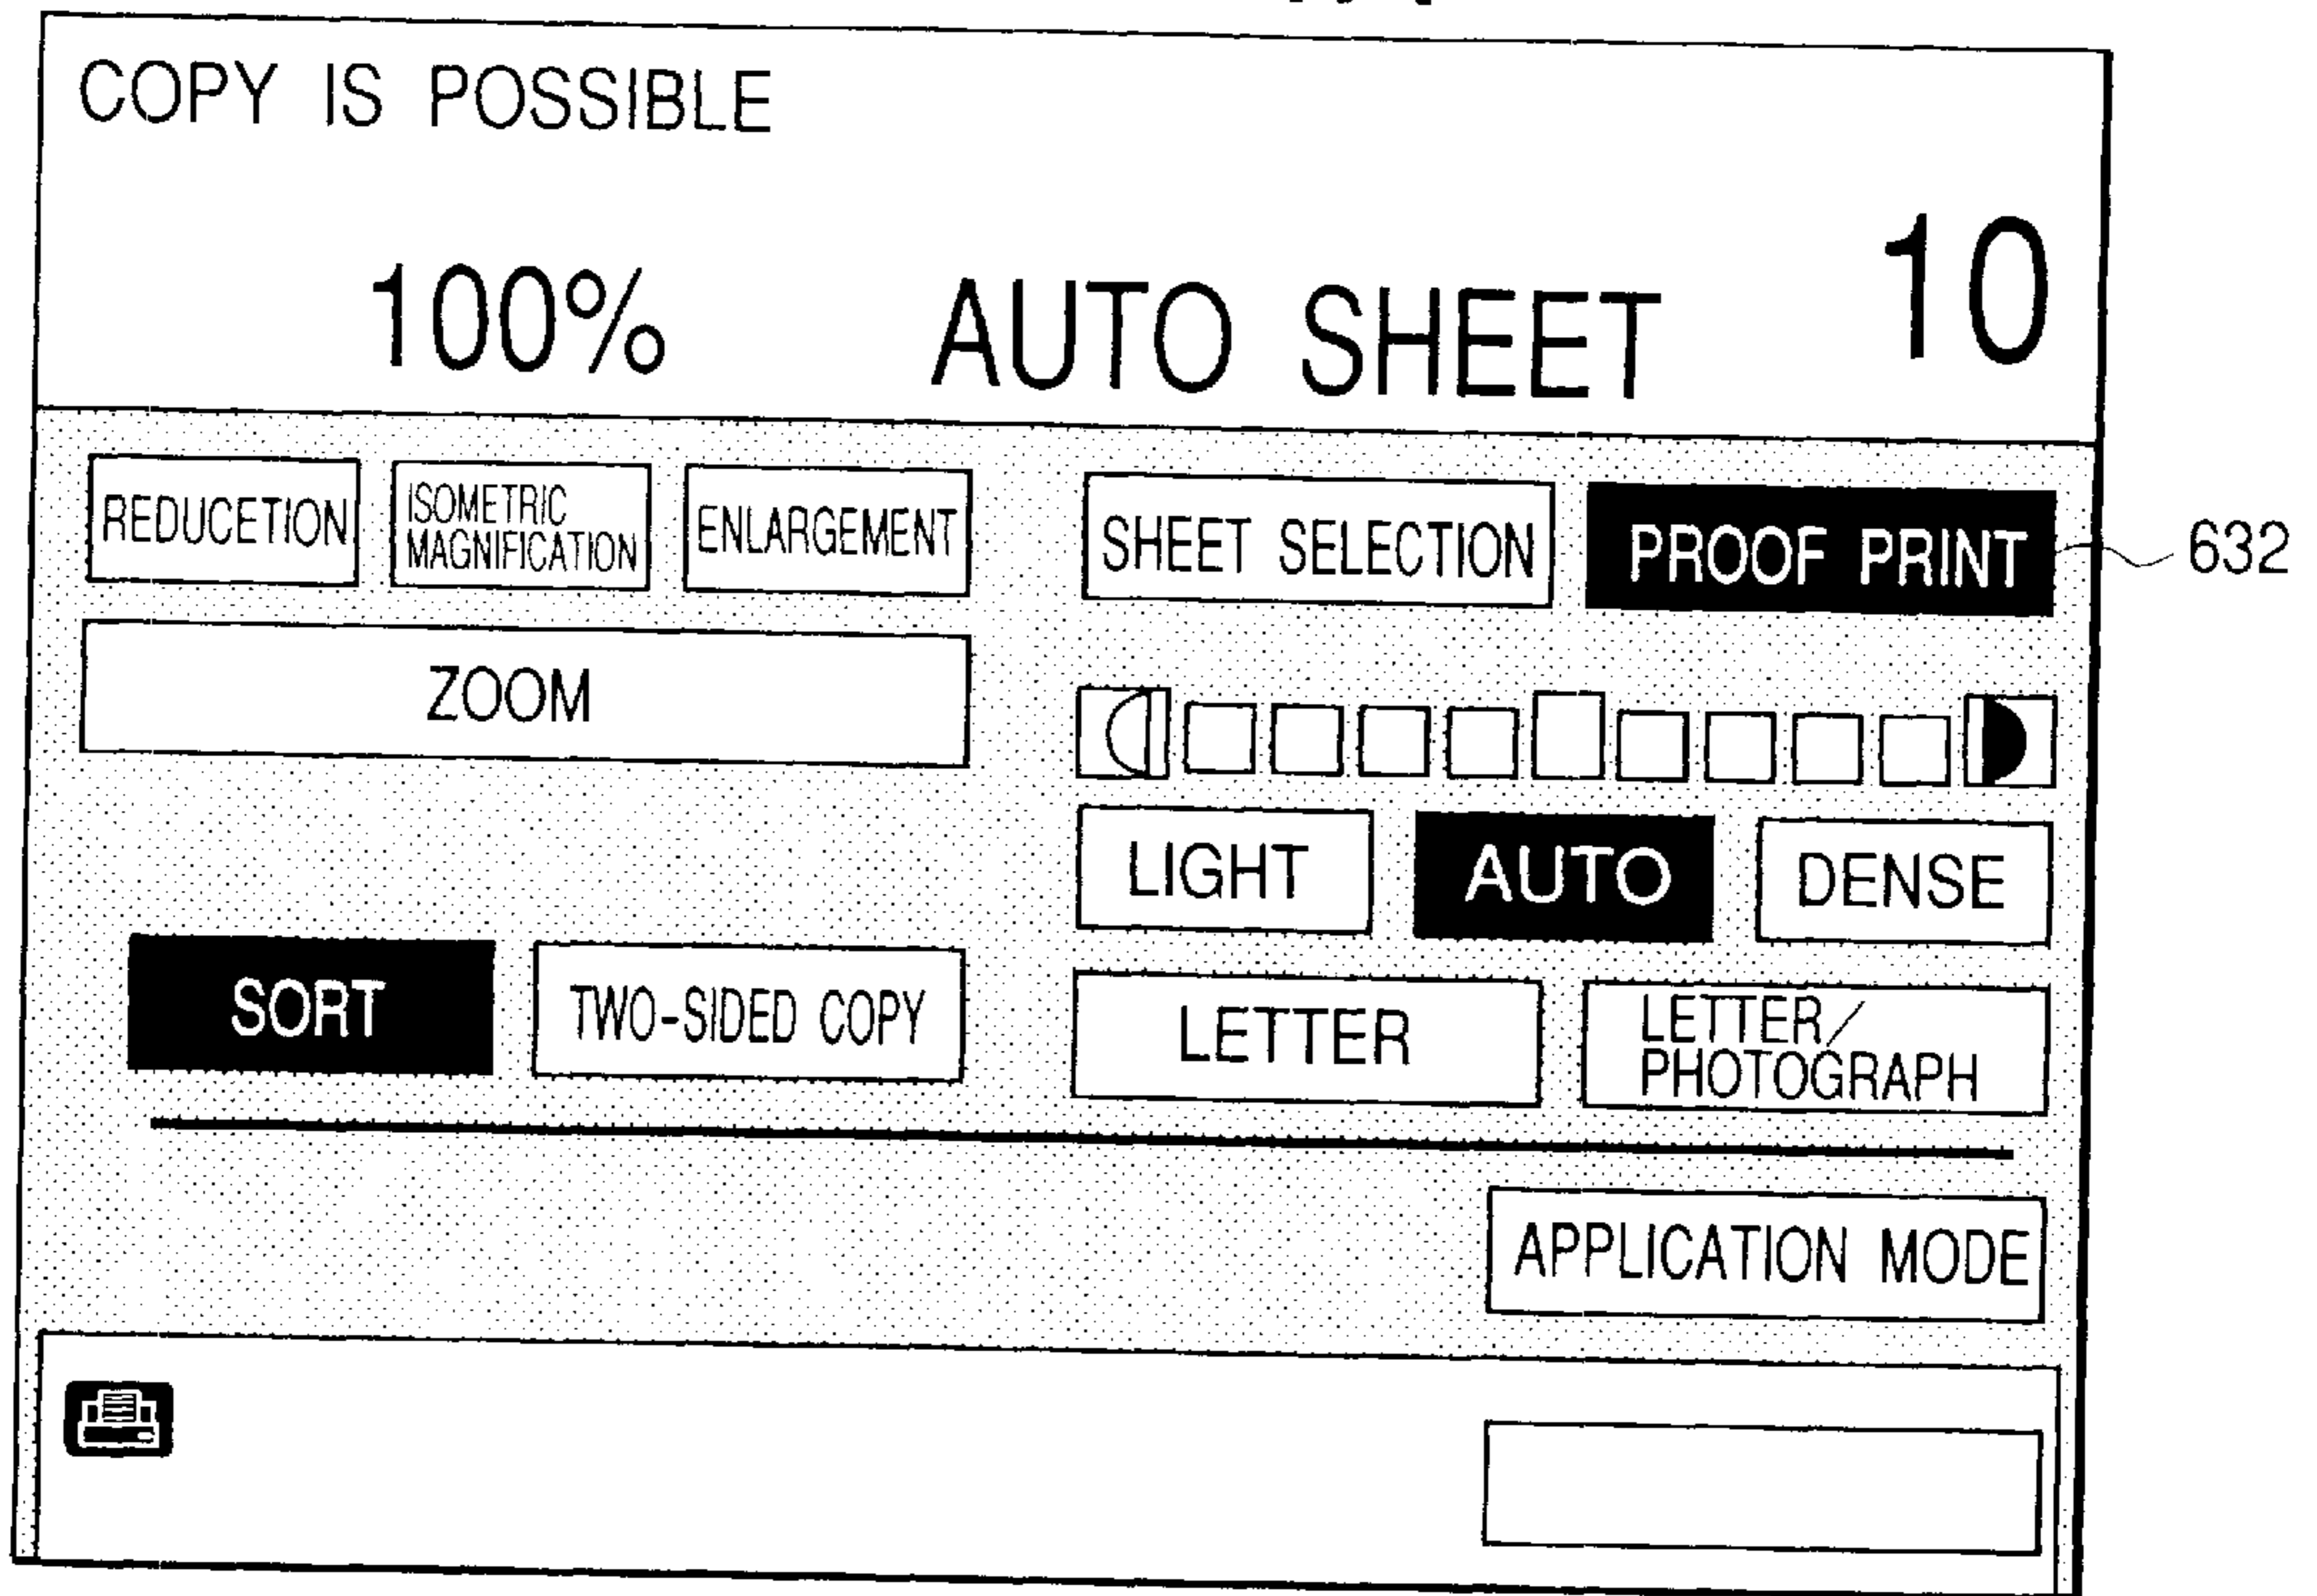 COPY IS POSSIBLE
100% AUTO SHEET 10
REDUCETION ISOMETRIC MAGNIFICATION ENLARGEMENT SHEET SELECTION PROOF PRINT 632
ZOOM
LIGHT AUTO DENSE
SORT TWO-SIDED COPY LETTER LETTER/ PHOTOGRAPH
APPLICATION MODE